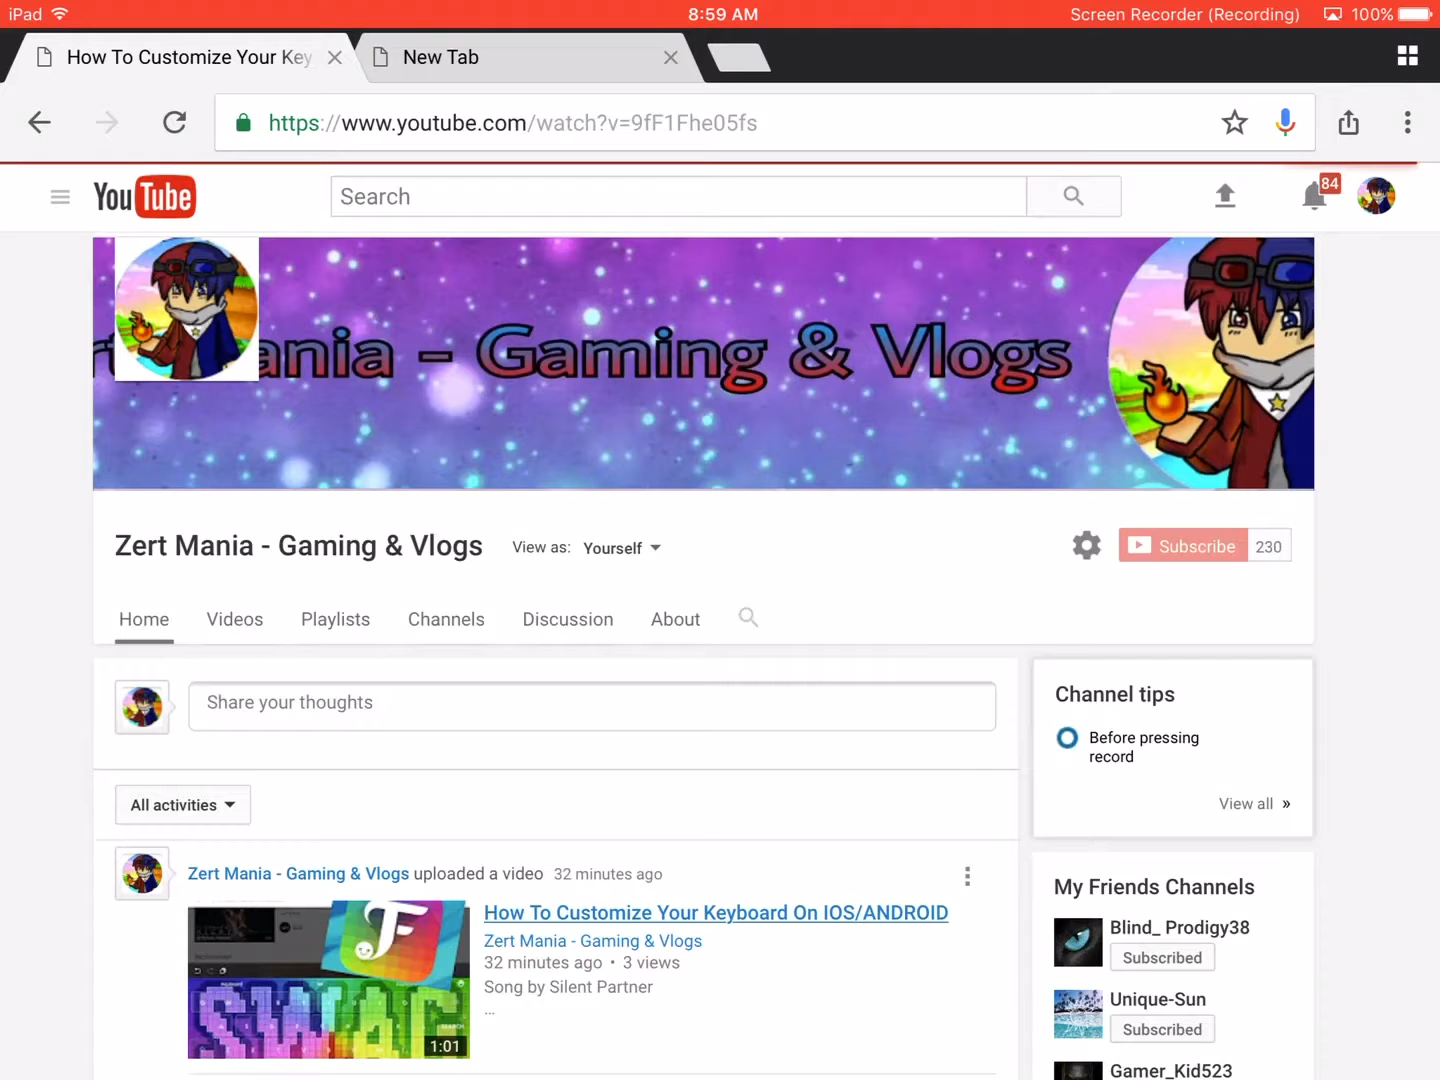 iPad 8:59 AM Screen Recorder (Recording) 100%
How To Customize Your Key New Tab
https://www.youtube.com/watch?v=9fF1Fhe05fs
YouTube Search 84
ania - Gaming & Vlogs
Zert Mania - Gaming & Vlogs View as: Yourself Subscribe 230
Home Videos Playlists Channels Discussion About
Share your thoughts
All activities
Zert Mania - Gaming & Vlogs uploaded a video 32 minutes ago
How To Customize Your Keyboard On IOS/ANDROID
Zert Mania - Gaming & Vlogs
32 minutes ago • 3 views
Song by Silent Partner
...
SWAG
1:01
Channel tips
Before pressing
record
View all »
My Friends Channels
Blind_ Prodigy38
Subscribed
Unique-Sun
Subscribed
Gamer_Kid523